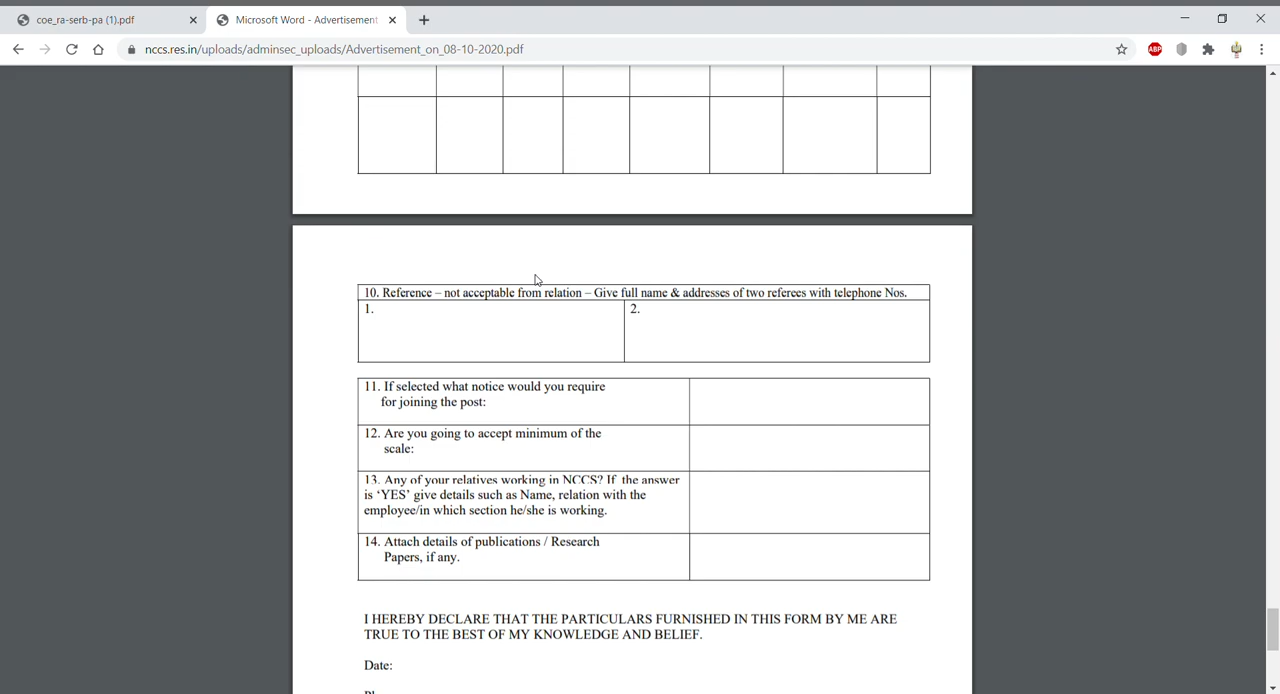 coe_ra-serb-pa (1).pdf
Microsoft Word - Advertisement
nccs.res.in/uploads/adminsec_uploads/Advertisement_on_08-10-2020.pdf
ABP
10. Reference – not acceptable from relation – Give full name & addresses of two referees with telephone Nos.
1.
2.
11. If selected what notice would you require
for joining the post:
12. Are you going to accept minimum of the
scale:
13. Any of your relatives working in NCCS? If the answer
is ‘YES’ give details such as Name, relation with the
employee/in which section he/she is working.
14. Attach details of publications / Research
Papers, if any.
I HEREBY DECLARE THAT THE PARTICULARS FURNISHED IN THIS FORM BY ME ARE
TRUE TO THE BEST OF MY KNOWLEDGE AND BELIEF.
Date: